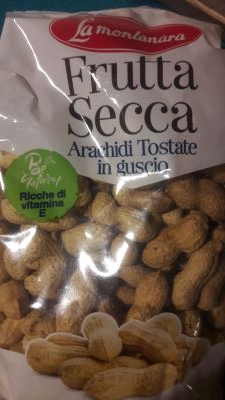 La montanara
Frutta
Secca
Arachidi Tostate
in guscio
Ricche di
vitamina
E